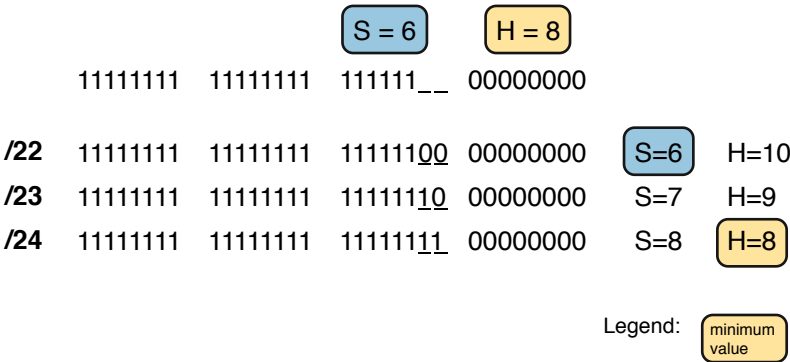 S = 6 H = 8
11111111 11111111 111111_ _ 00000000
/22 11111111 11111111 11111100 00000000 S=6 H=10
/23 11111111 11111111 11111110 00000000 S=7 H=9
/24 11111111 11111111 11111111 00000000 S=8 H=8
Legend: minimum
value